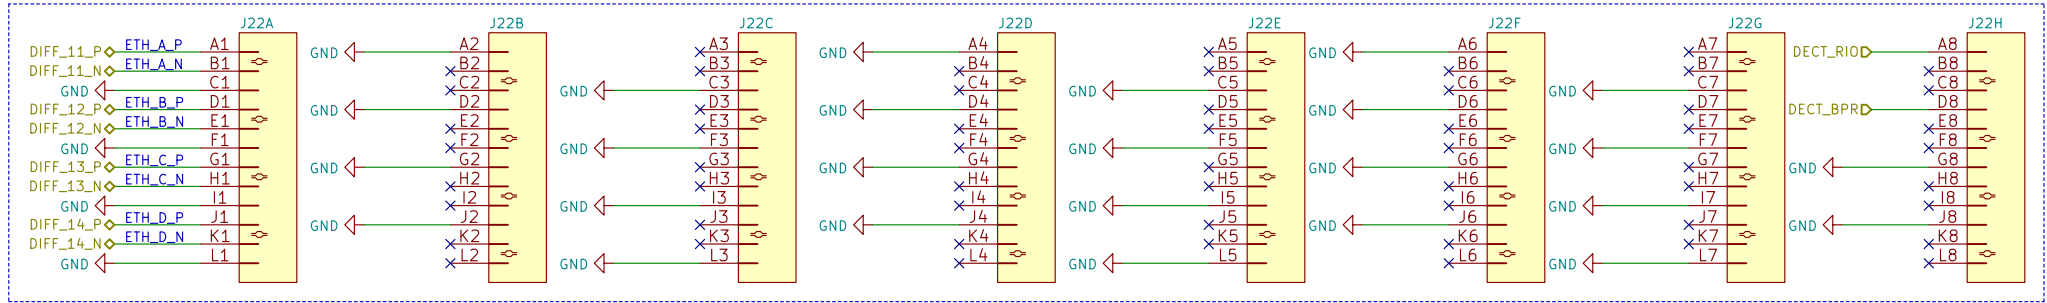 J22A
DIFF_11_P ETH_A_P A1
DIFF_11_N ETH_A_N B1
GND C1
DIFF_12_P ETH_B_P D1
DIFF_12_N ETH_B_N E1
GND F1
DIFF_13_P ETH_C_P G1
DIFF_13_N ETH_C_N H1
GND I1
DIFF_14_P ETH_D_P J1
DIFF_14_N ETH_D_N K1
GND L1
J22B
GND A2
B2
C2
GND D2
E2
F2
GND G2
H2
I2
GND J2
K2
L2
J22C
A3
B3
GND C3
D3
E3
GND F3
G3
H3
GND I3
J3
K3
GND L3
J22D
GND A4
B4
C4
GND D4
E4
F4
GND G4
H4
I4
GND J4
K4
L4
J22E
A5
B5
GND C5
D5
E5
GND F5
G5
H5
GND I5
J5
K5
GND L5
J22F
GND A6
B6
C6
GND D6
E6
F6
GND G6
H6
I6
GND J6
K6
L6
J22G
A7
B7
GND C7
D7
E7
GND F7
G7
H7
GND I7
J7
K7
GND L7
J22H
DECT_RIO A8
B8
C8
DECT_BPR D8
E8
F8
GND G8
H8
I8
GND J8
K8
L8